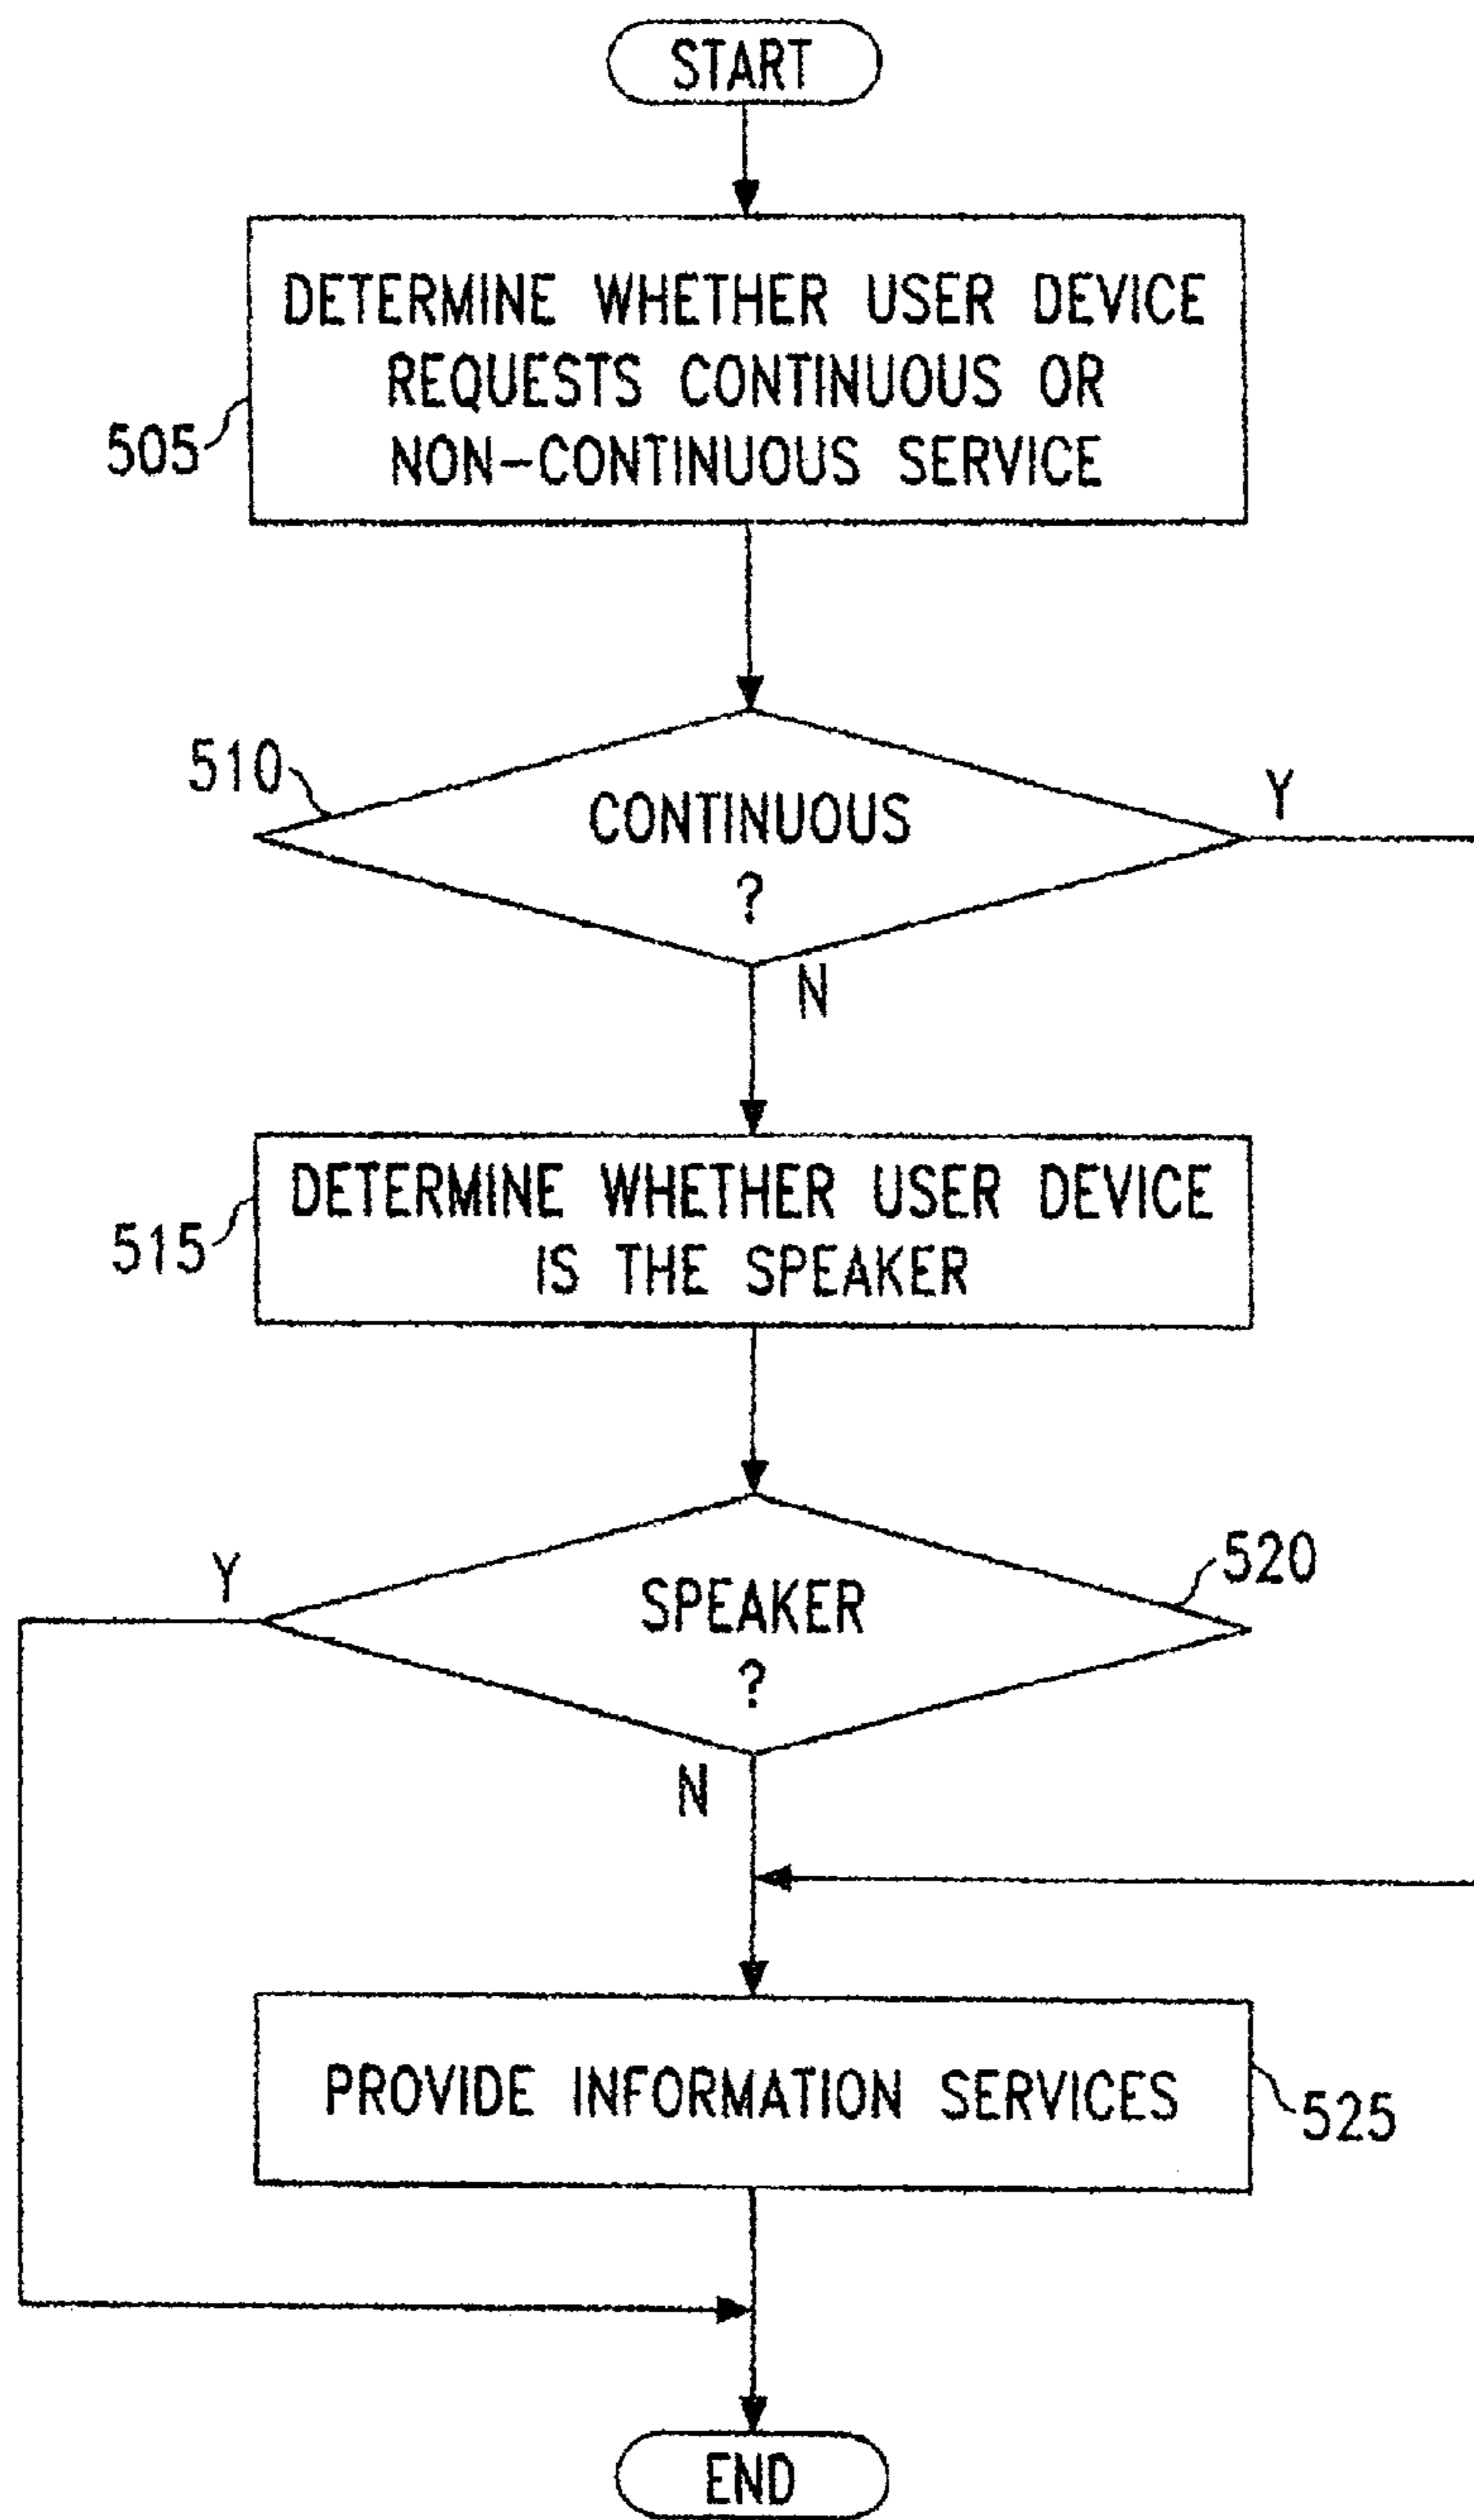 START
DETERMINE WHETHER USER DEVICE
REQUESTS CONTINUOUS OR
NON-CONTINUOUS SERVICE
505
510
CONTINUOUS
?
Y
N
DETERMINE WHETHER USER DEVICE
IS THE SPEAKER
515
520
Y
SPEAKER
?
N
PROVIDE INFORMATION SERVICES
525
END